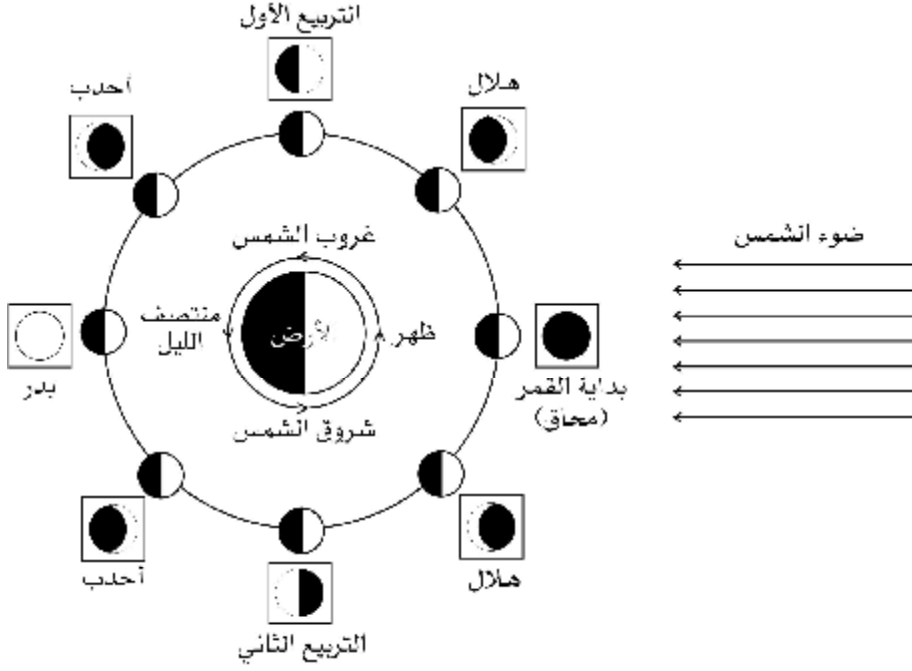 التربيع الأول
هلال
أحدب
ضوء الشمس
غروب الشمس
منتصف
الليل
الأرض
ظهر
بدر
بداية القمر
(محاق)
شروق الشمس
هلال
أحدب
التربيع الثاني